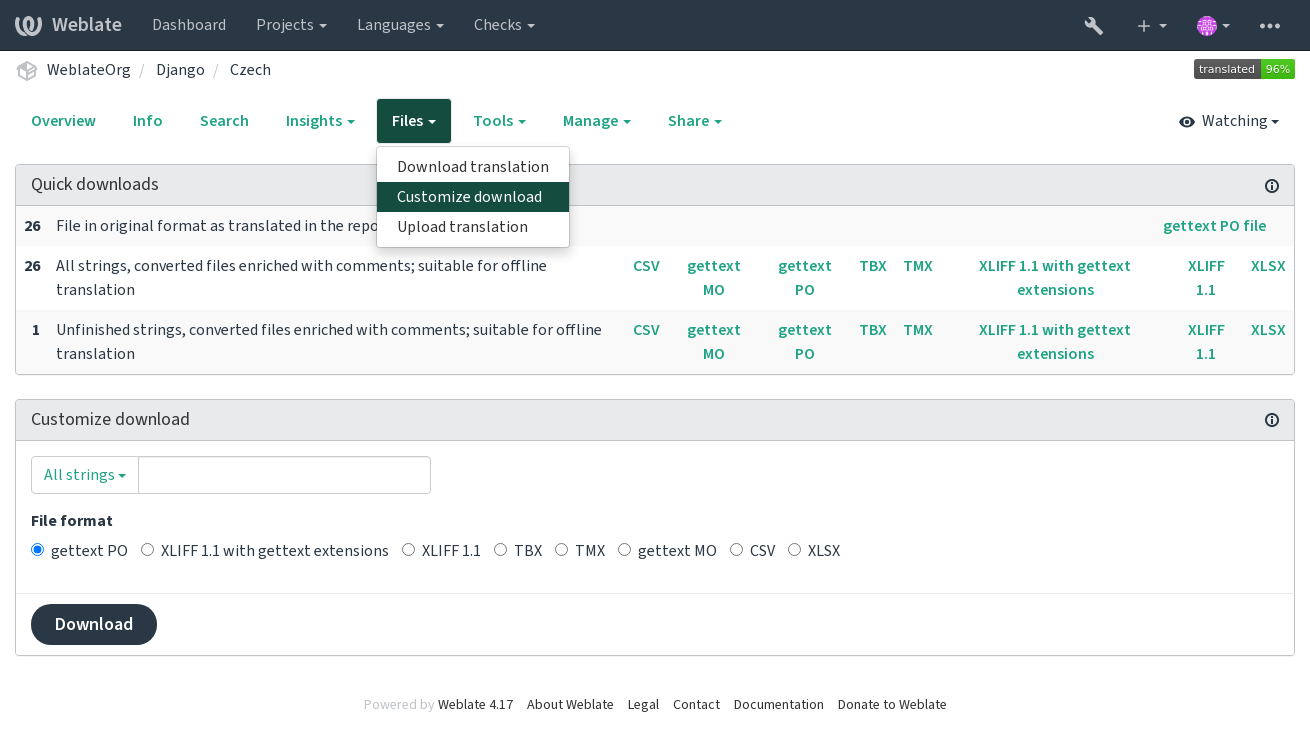 Weblate Dashboard Projects Languages Checks
WeblateOrg / Django / Czech
translated 96%
Overview Info Search Insights Files Tools Manage Share Watching
Download translation
Customize download
Upload translation
Quick downloads
26 File in original format as translated in the repo gettext PO file
26 All strings, converted files enriched with comments; suitable for offline
translation
CSV
gettext
MO
gettext
PO
TBX
TMX
XLIFF 1.1 with gettext
extensions
XLIFF
1.1
XLSX
1 Unfinished strings, converted files enriched with comments; suitable for offline
translation
CSV
gettext
MO
gettext
PO
TBX
TMX
XLIFF 1.1 with gettext
extensions
XLIFF
1.1
XLSX
Customize download
All strings
File format
gettext PO XLIFF 1.1 with gettext extensions XLIFF 1.1 TBX TMX gettext MO CSV XLSX
Download
Powered by Weblate 4.17 About Weblate Legal Contact Documentation Donate to Weblate